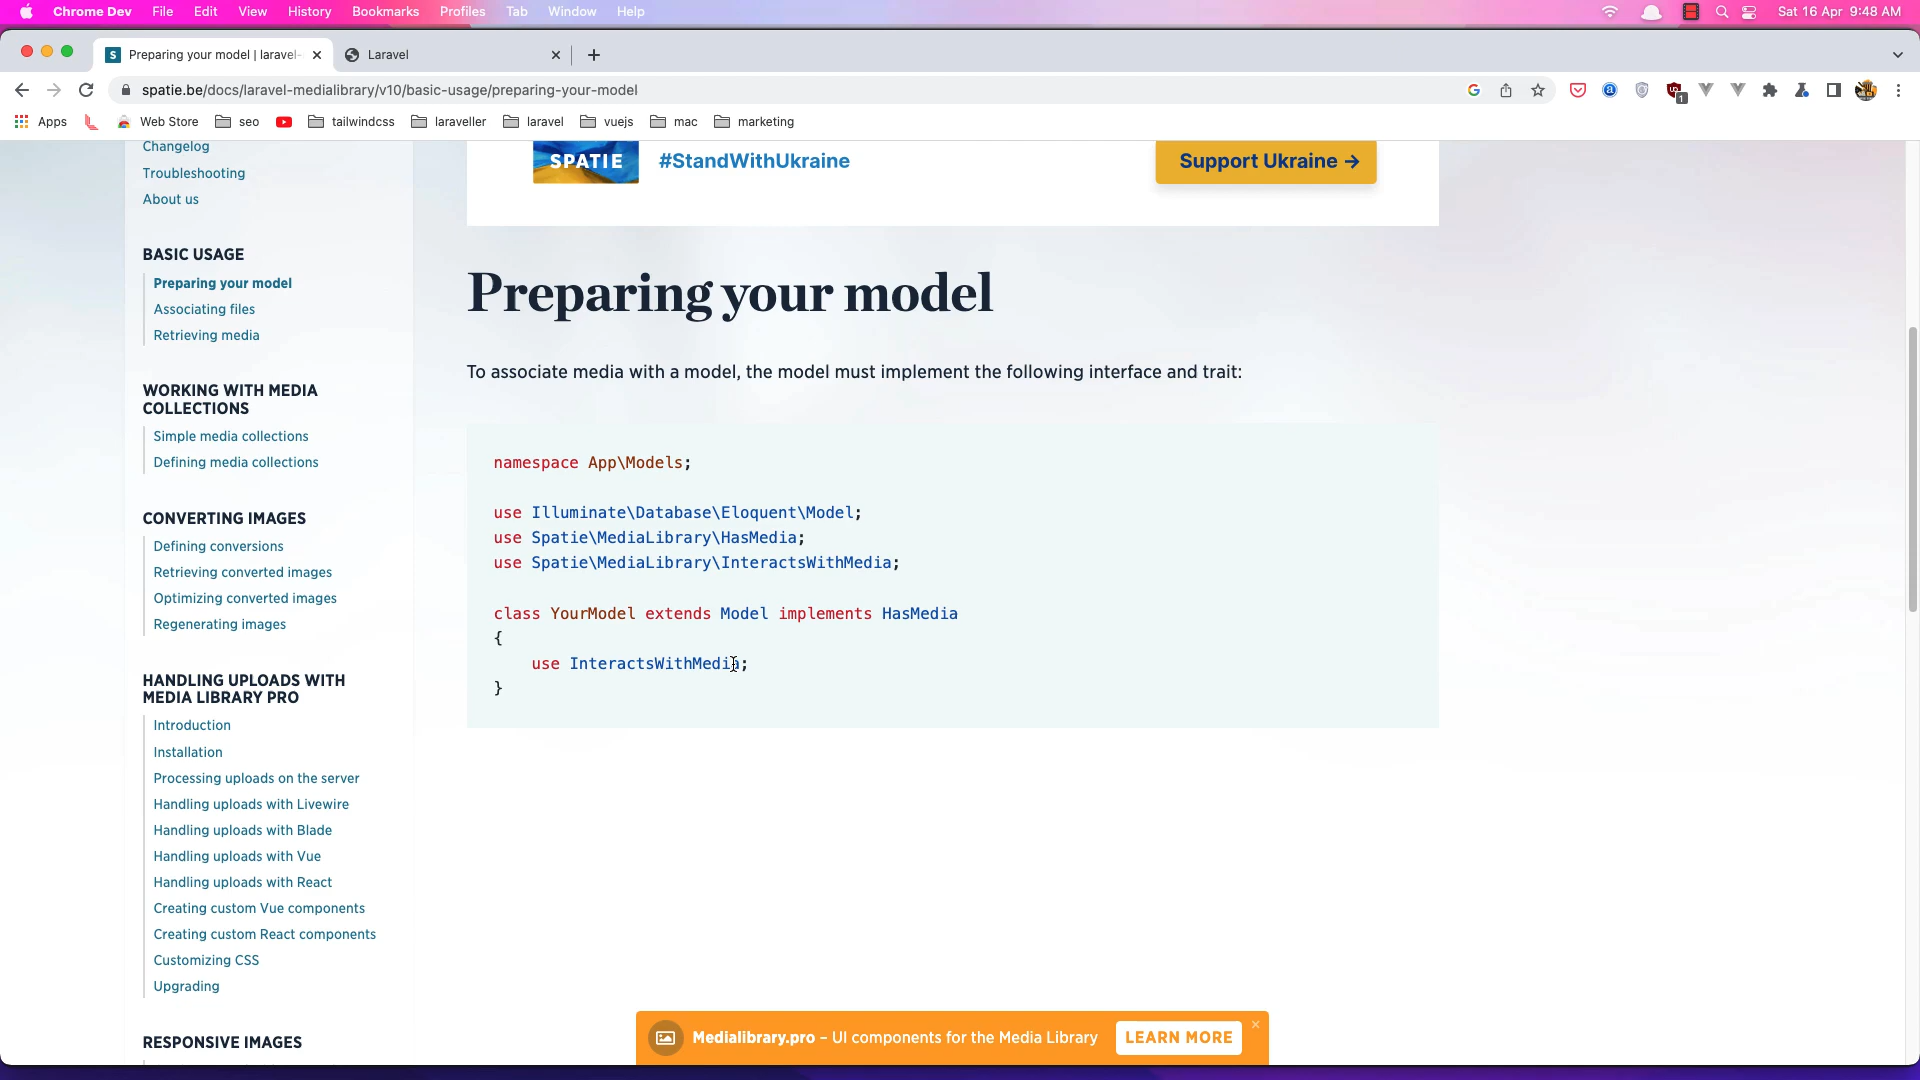 Chrome Dev File Edit View History Bookmarks Profiles Tab Window Help Sat 16 Apr 9:48 AM
S Preparing your model | laravel- Laravel
spatie.be/docs/laravel-medialibrary/v10/basic-usage/preparing-your-model
Apps Web Store seo tailwindcss laraveller laravel vuejs mac marketing
Changelog
Troubleshooting
About us
BASIC USAGE
Preparing your model
Associating files
Retrieving media
WORKING WITH MEDIA
COLLECTIONS
Simple media collections
Defining media collections
CONVERTING IMAGES
Defining conversions
Retrieving converted images
Optimizing converted images
Regenerating images
HANDLING UPLOADS WITH
MEDIA LIBRARY PRO
Introduction
Installation
Processing uploads on the server
Handling uploads with Livewire
Handling uploads with Blade
Handling uploads with Vue
Handling uploads with React
Creating custom Vue components
Creating custom React components
Customizing CSS
Upgrading
RESPONSIVE IMAGES
SPATIE #StandWithUkraine Support Ukraine →
Preparing your model
To associate media with a model, the model must implement the following interface and trait:
namespace App\Models;
use Illuminate\Database\Eloquent\Model;
use Spatie\MediaLibrary\HasMedia;
use Spatie\MediaLibrary\InteractsWithMedia;
class YourModel extends Model implements HasMedia
{
use InteractsWithMedia;
}
Medialibrary.pro – UI components for the Media Library LEARN MORE